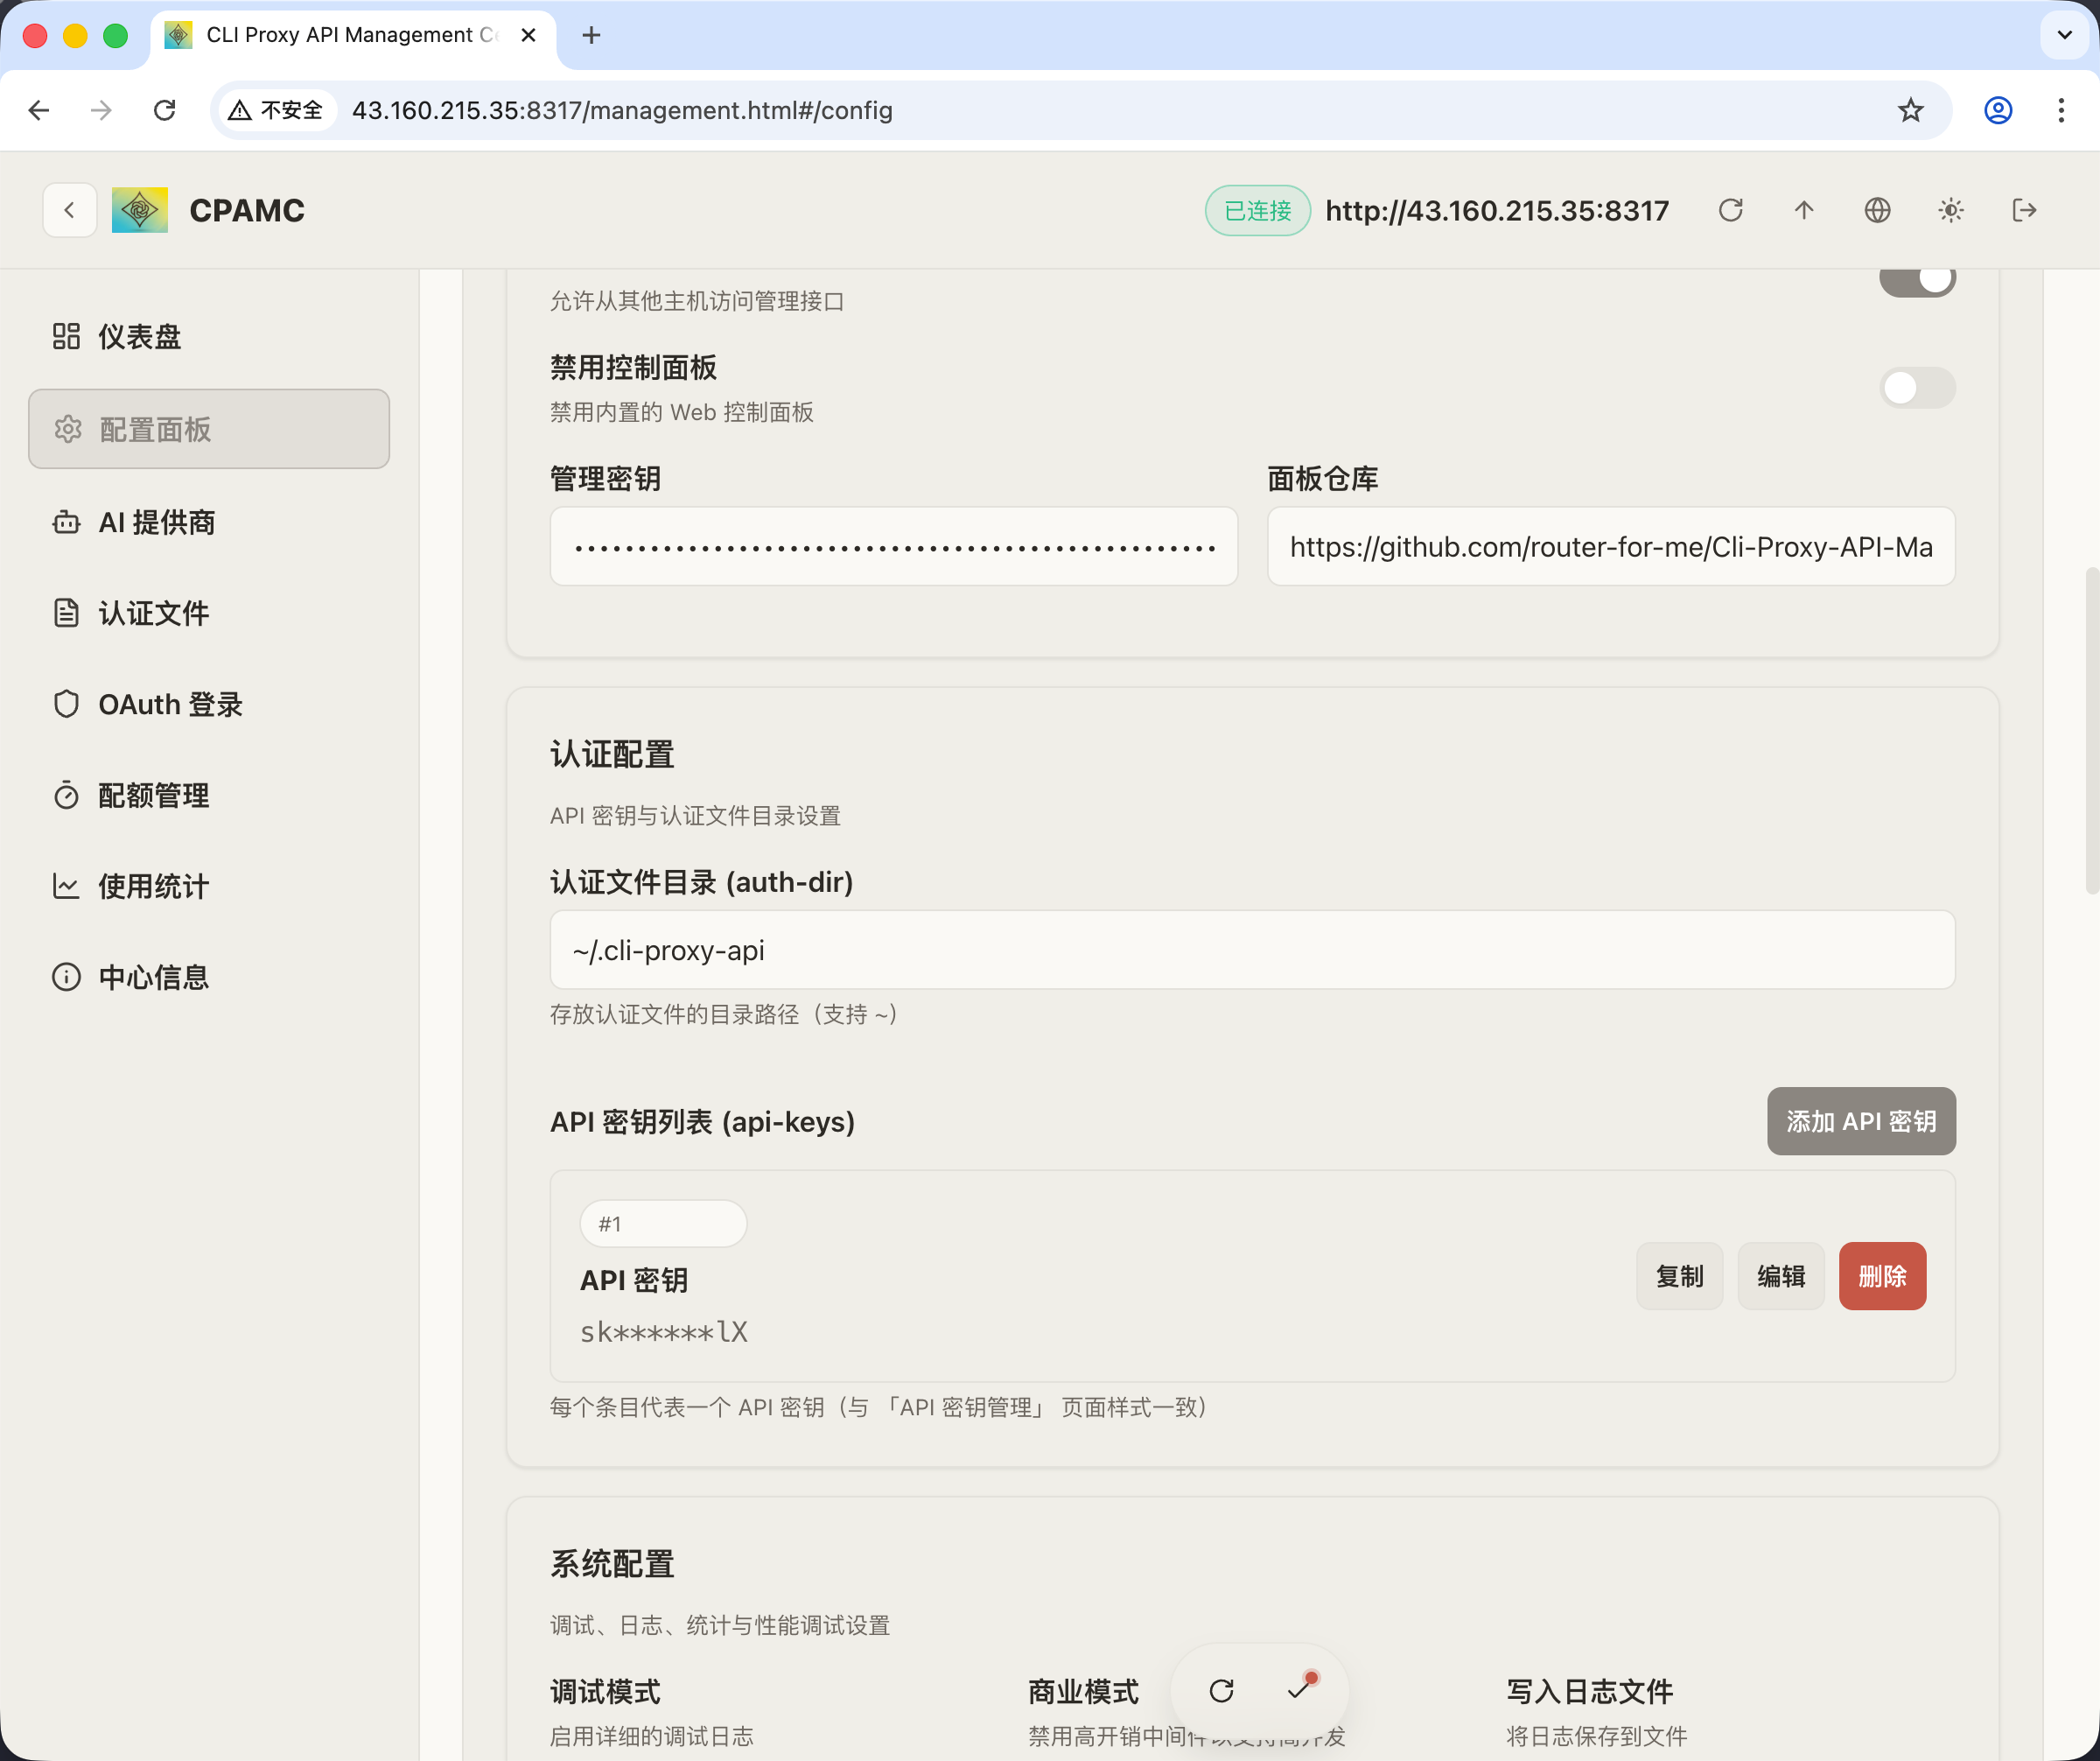 CLI Proxy API Management Ce
不安全
43.160.215.35:8317/management.html#/config
CPAMC
已连接
http://43.160.215.35:8317
仪表盘
配置面板
AI 提供商
认证文件
OAuth 登录
配额管理
使用统计
中心信息
允许从其他主机访问管理接口
禁用控制面板
禁用内置的 Web 控制面板
管理密钥
面板仓库
https://github.com/router-for-me/Cli-Proxy-API-Ma
认证配置
API 密钥与认证文件目录设置
认证文件目录 (auth-dir)
~/.cli-proxy-api
存放认证文件的目录路径（支持 ~）
API 密钥列表 (api-keys)
添加 API 密钥
#1
API 密钥
sk******lX
复制
编辑
删除
每个条目代表一个 API 密钥（与 「API 密钥管理」 页面样式一致）
系统配置
调试、日志、统计与性能调试设置
调试模式
启用详细的调试日志
商业模式
禁用高开销中间件以支持高并发
写入日志文件
将日志保存到文件